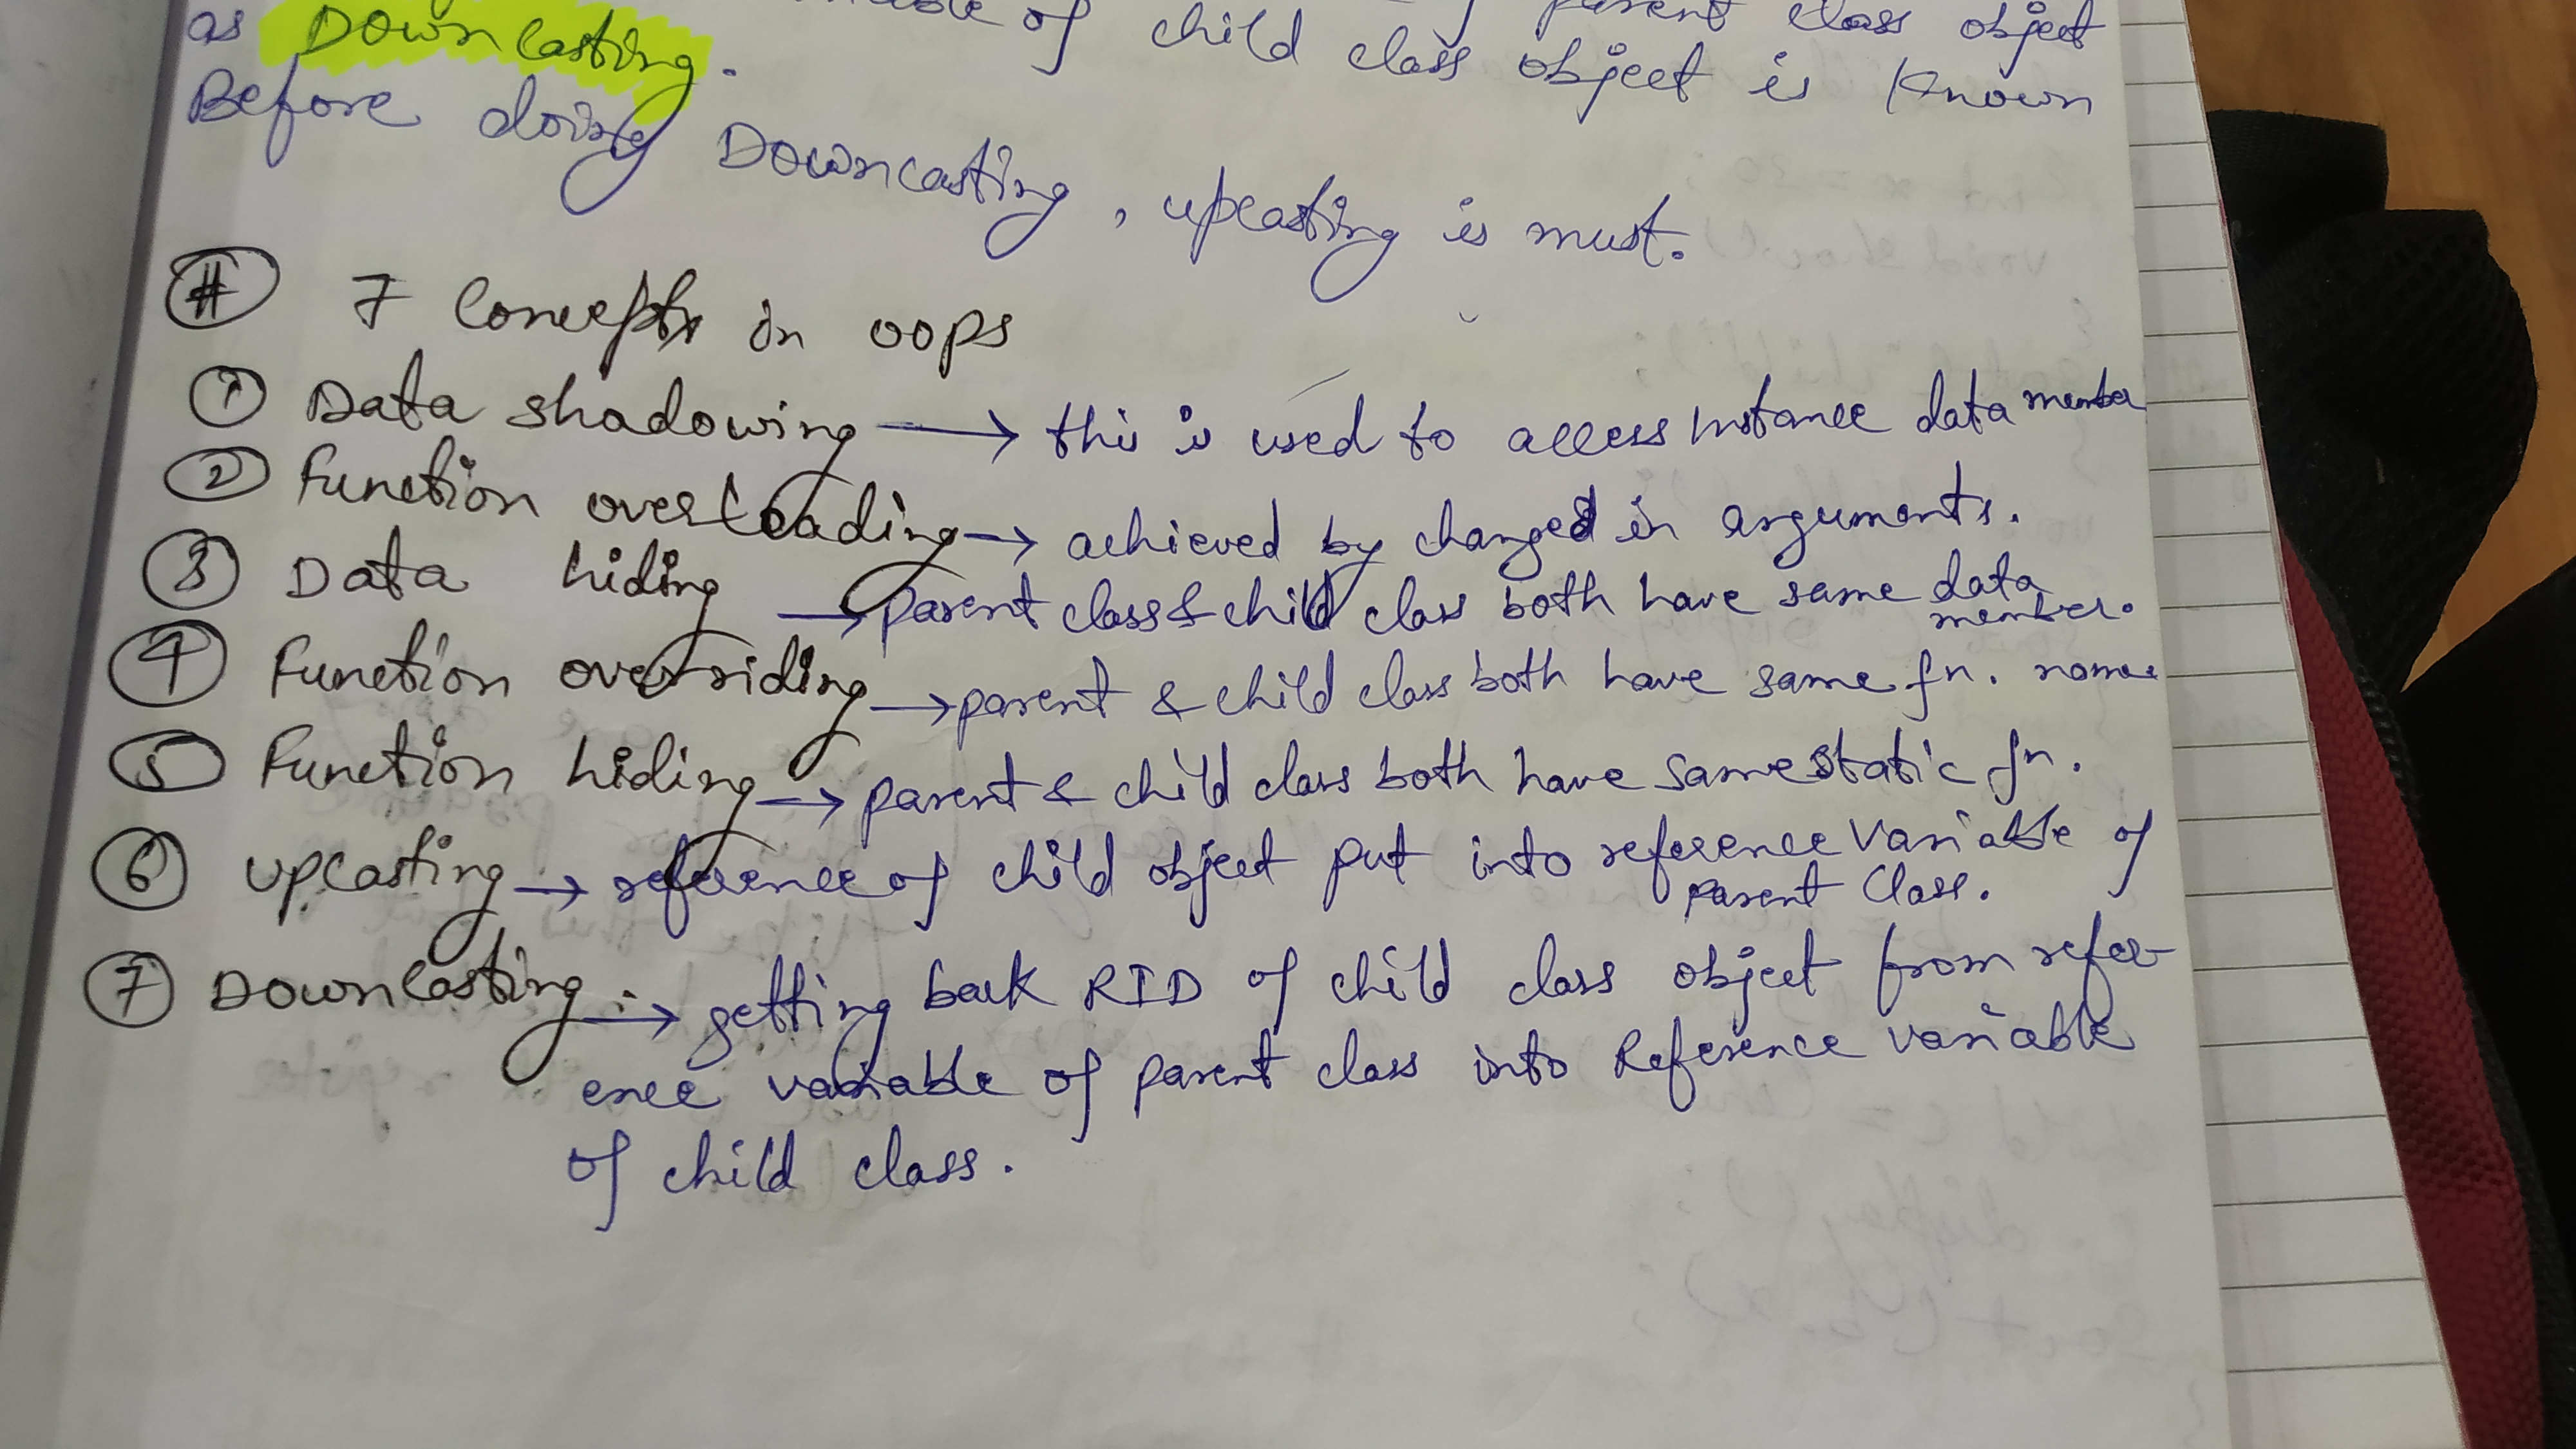 of parent class object
as Downcasting. of child class object is known
Before doing Downcasting, upcasting is must.
# 7 Concepts in oops
1 Data shadowing → this is used to access instance data member
2 Function overloading → achieved by changed in arguments.
3 Data hiding → parent class & child class both have same data member.
4 Function overriding → parent & child class both have same fn. name
5 Function hiding → parent & child class both have same static fn.
6 upcasting → reference of child object put into reference variable of
parent class.
7 Downcasting. → getting back RID of child class object from refer-
ence variable of parent class into Reference variable
of child class.